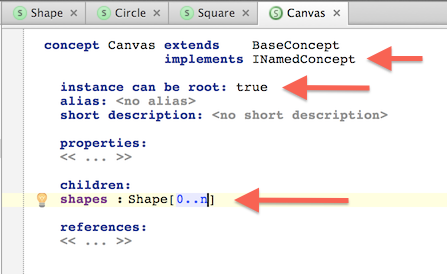 Shape Circle Square Canvas
concept Canvas extends BaseConcept
implements INamedConcept
instance can be root: true
alias: <no alias>
short description: <no short description>
properties:
<< ... >>
children:
shapes : Shape[0..n]
references:
<< ... >>